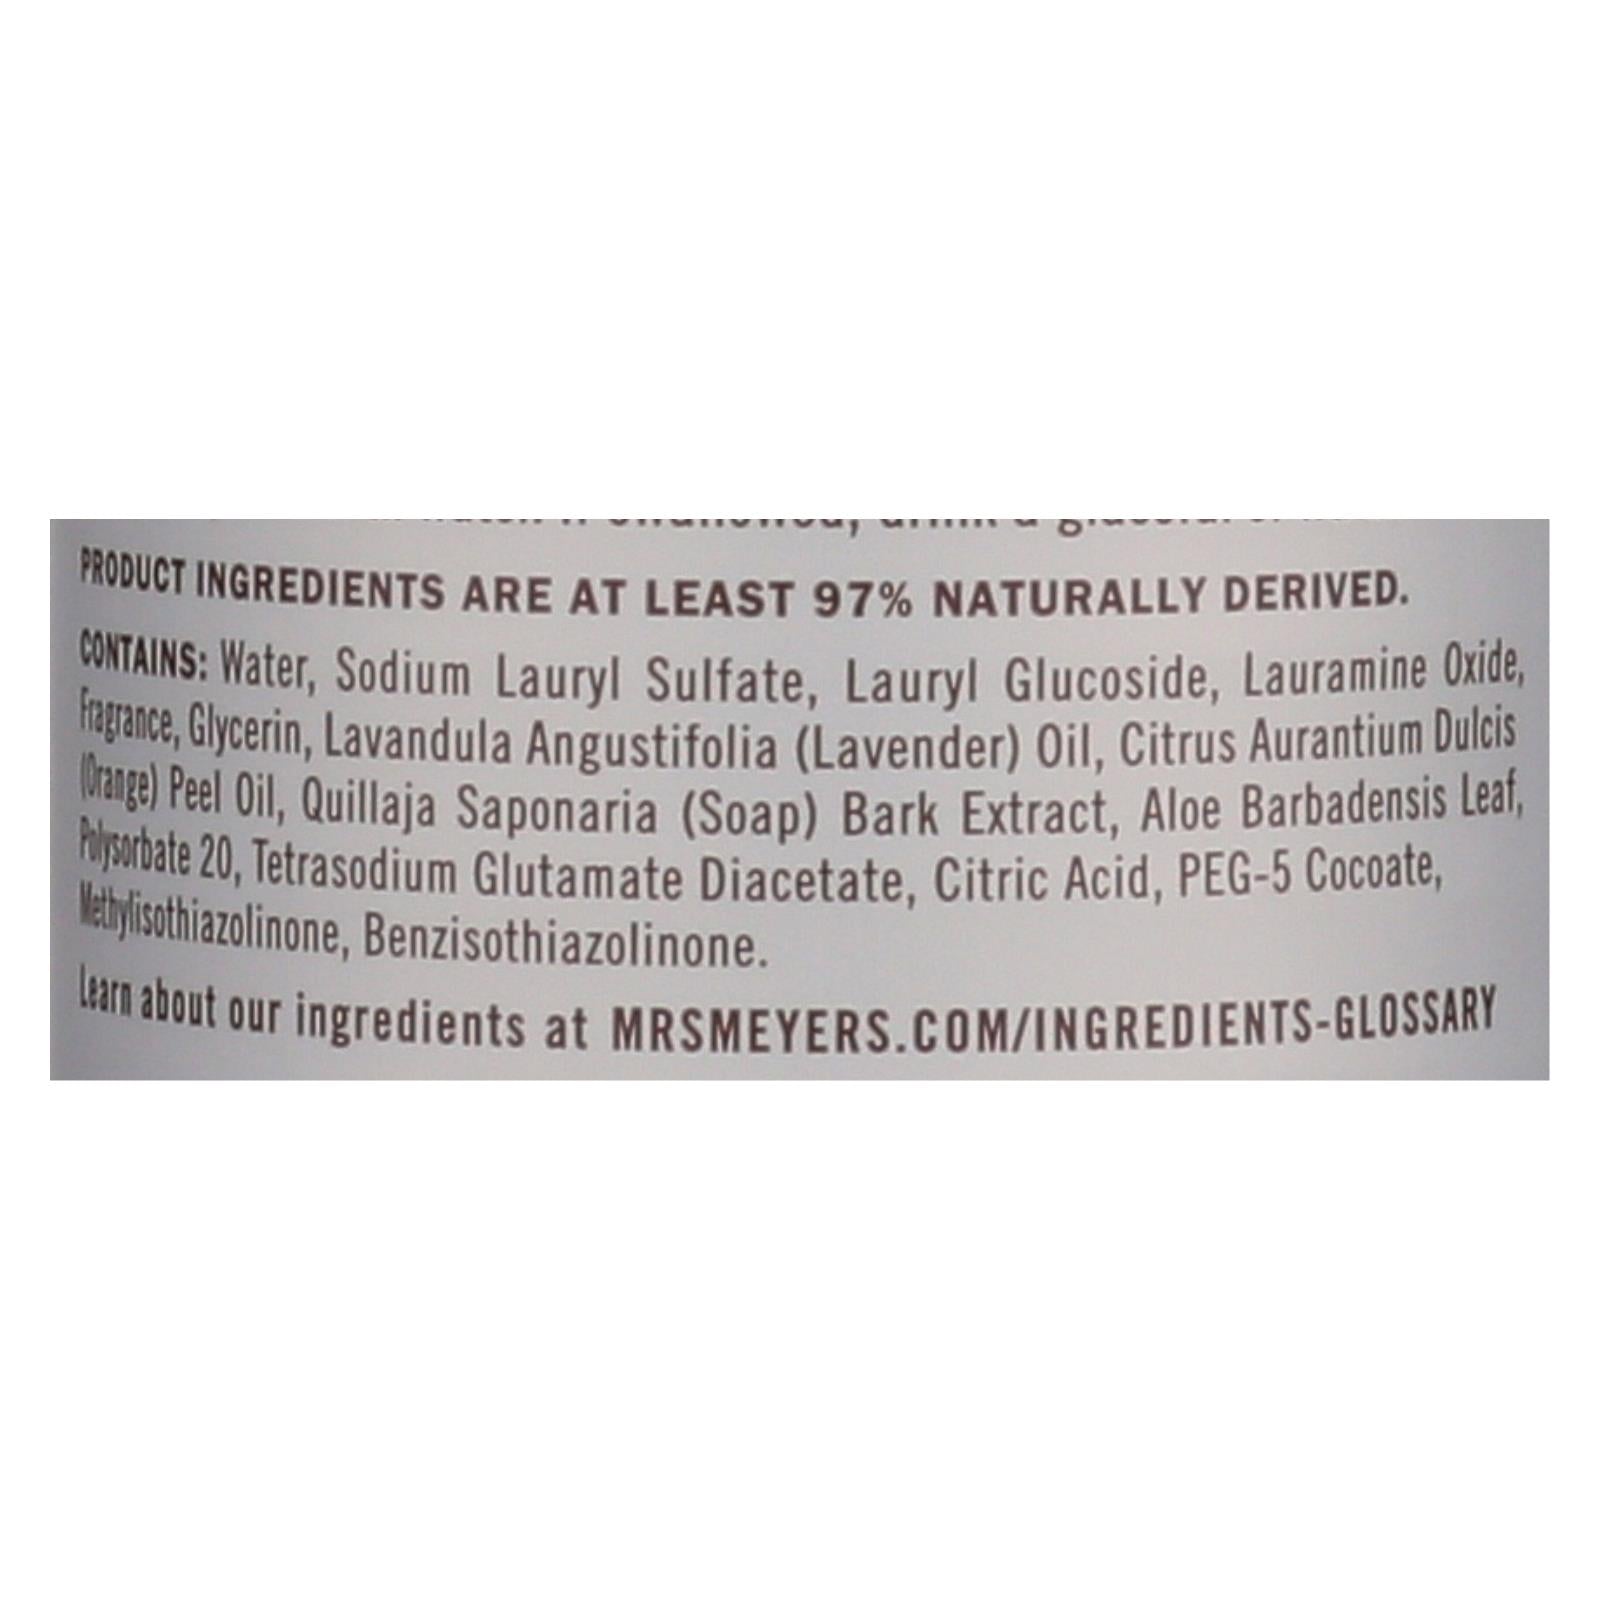 swallowed, drink a glassful
PRODUCT INGREDIENTS ARE AT LEAST 97% NATURALLY DERIVED.
CONTAINS: Water, Sodium Lauryl Sulfate, Lauryl Glucoside, Lauramine Oxide,
Fragrance, Glycerin, Lavandula Angustifolia (Lavender) Oil, Citrus Aurantium Dulcis
(Orange) Peel Oil, Quillaja Saponaria (Soap) Bark Extract, Aloe Barbadensis Leaf,
Polysorbate 20, Tetrasodium Glutamate Diacetate, Citric Acid, PEG-5 Cocoate,
Methylisothiazolinone, Benzisothiazolinone.
Learn about our ingredients at MRSMEYERS.COM/INGREDIENTS-GLOSSARY